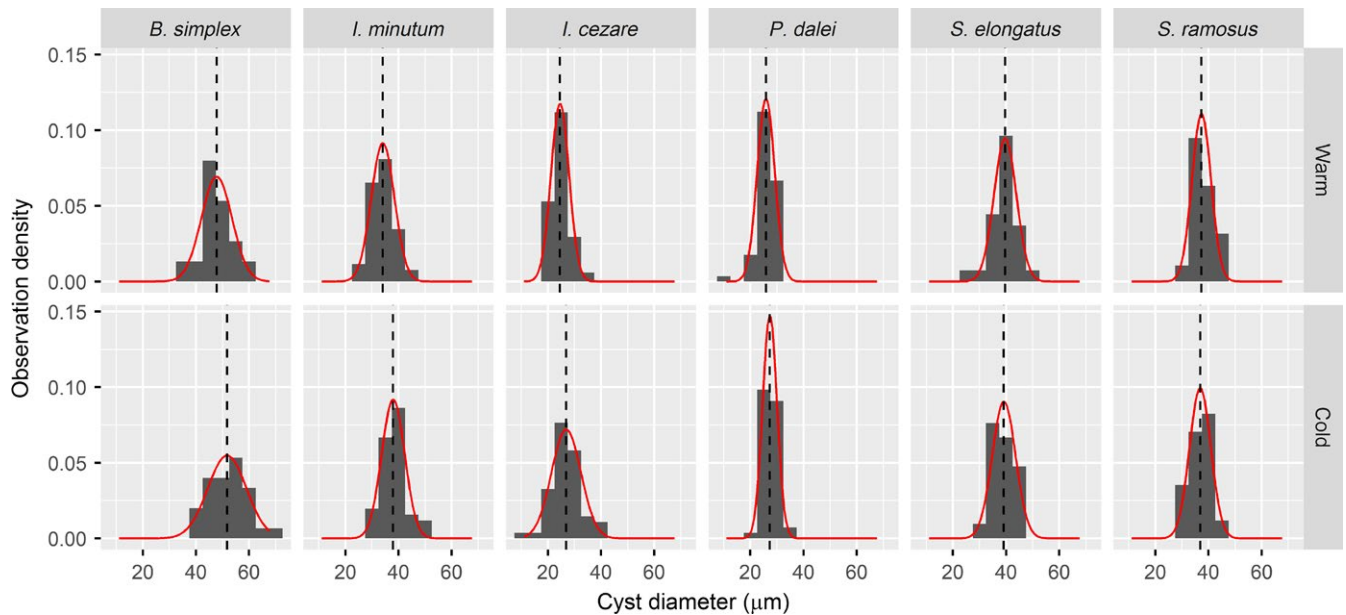 B. simplex I. minutum I. cezare P. dalei S. elongatus S. ramosus
0.15
0.10
0.05
0.00
Warm
Observation density
0.15
0.10
0.05
0.00
Cold
20 40 60 20 40 60 20 40 60 20 40 60 20 40 60 20 40 60
Cyst diameter (μm)